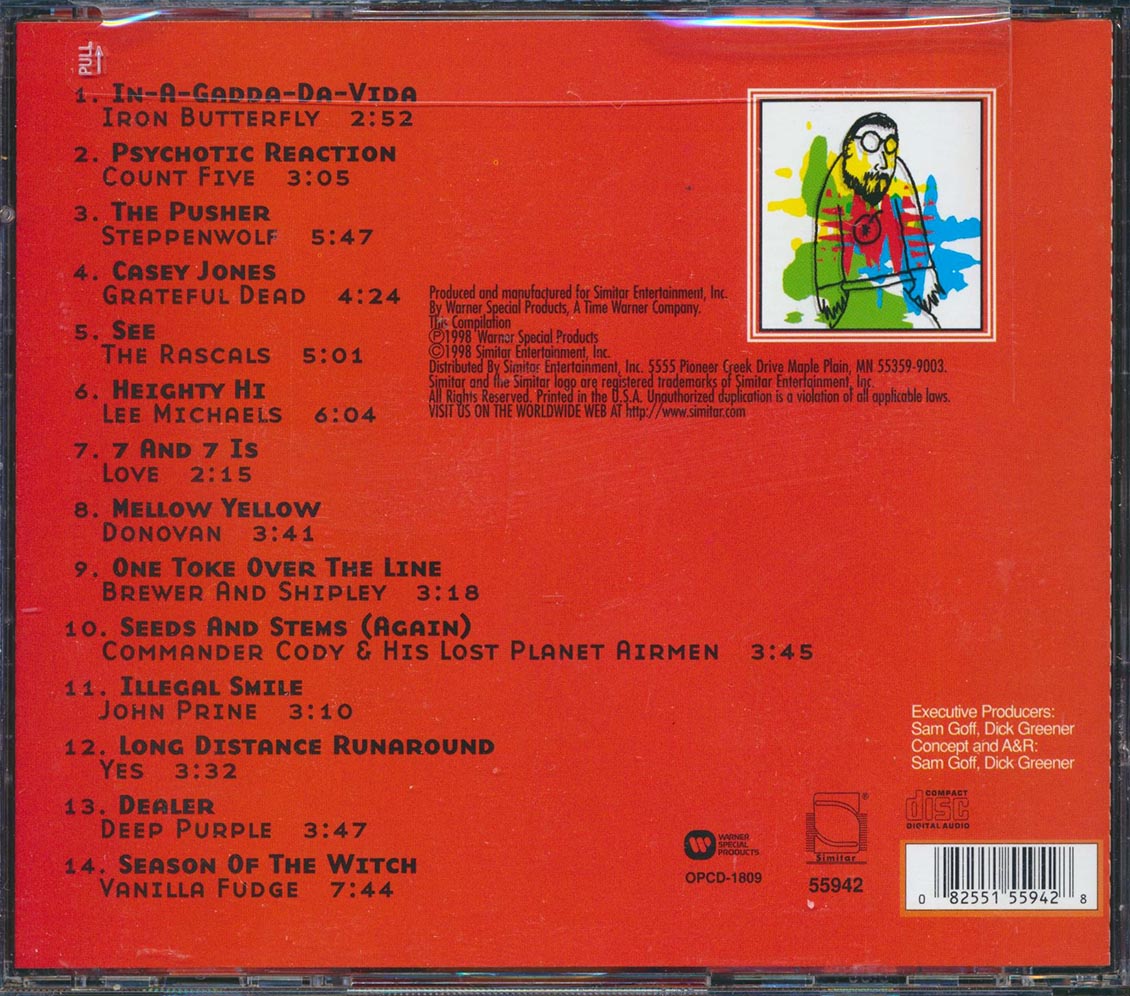 PULL
1. In-A-Gadda-Da-Vida
Iron Butterfly 2:52
2. Psychotic Reaction
Count Five 3:05
3. The Pusher
Steppenwolf 5:47
4. Casey Jones
Grateful Dead 4:24
5. See
The Rascals 5:01
6. Heighty Hi
Lee Michaels 6:04
7. 7 And 7 Is
Love 2:15
8. Mellow Yellow
Donovan 3:41
9. One Toke Over The Line
Brewer And Shipley 3:18
10. Seeds And Stems (Again)
Commander Cody & His Lost Planet Airmen 3:45
11. Illegal Smile
John Prine 3:10
12. Long Distance Runaround
Yes 3:32
13. Dealer
Deep Purple 3:47
14. Season Of The Witch
Vanilla Fudge 7:44
Produced and manufactured for Simitar Entertainment, Inc.
By Warner Special Products, A Time Warner Company.
This Compilation
Ⓟ1998 Warner Special Products
©1998 Simitar Entertainment, Inc.
Distributed By Simitar Entertainment, Inc. 5555 Pioneer Creek Drive Maple Plain, MN 55359-9003.
Simitar and the Simitar logo are registered trademarks of Simitar Entertainment, Inc.
All Rights Reserved. Printed in the U.S.A. Unauthorized duplication is a violation of all applicable laws.
VISIT US ON THE WORLDWIDE WEB AT http://www.simitar.com
Executive Producers:
Sam Goff, Dick Greener
Concept and A&R:
Sam Goff, Dick Greener
WARNER
SPECIAL
PRODUCTS
OPCD-1809
®
Simitar
55942
COMPACT
disc
DIGITAL AUDIO
0 82551 55942 8